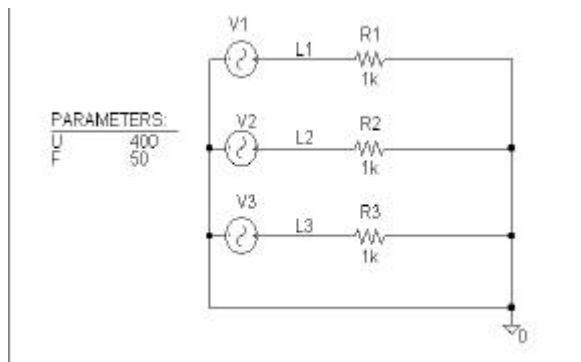 V1
L1
R1
1k
PARAMETERS:
U 400
F 50
V2
L2
R2
1k
V3
L3
R3
1k
0